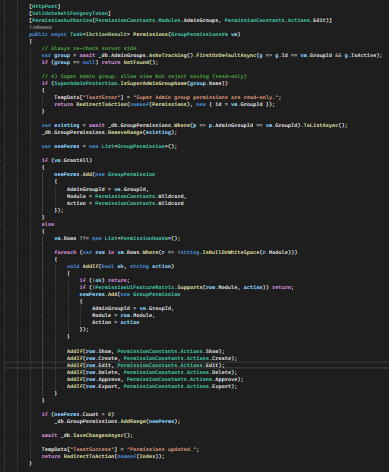 [HttpPost]
[ValidateAntiForgeryToken]
[PermissionAuthorize(PermissionConstants.Modules.AdminGroups, PermissionConstants.Actions.Edit)]
public async Task<IActionResult> Permissions(GroupPermissionsVm vm)
{
// Always re-check server side
var group = await _db.AdminGroups.AsNoTracking().FirstOrDefaultAsync(g => g.Id == vm.GroupId && g.IsActive);
if (group == null) return NotFound();
// A) Super Admin group: allow view but reject saving (read-only)
if (SuperAdminProtection.IsSuperAdminGroupName(group.Name))
{
TempData["ToastError"] = "Super Admin group permissions are read-only.";
return RedirectToAction(nameof(Permissions), new { id = vm.GroupId });
}
var existing = await _db.GroupPermissions.Where(p => p.AdminGroupId == vm.GroupId).ToListAsync();
_db.GroupPermissions.RemoveRange(existing);
var newPerms = new List<GroupPermission>();
if (vm.GrantAll)
{
newPerms.Add(new GroupPermission
{
AdminGroupId = vm.GroupId,
Module = PermissionConstants.Wildcard,
Action = PermissionConstants.Wildcard
});
}
else
{
vm.Rows ??= new List<PermissionRowVm>();
foreach (var row in vm.Rows.Where(r => !string.IsNullOrWhiteSpace(r.Module)))
{
void AddIf(bool ok, string action)
{
if (!ok) return;
if (!PermissionUiFeatureMatrix.Supports(row.Module, action)) return;
newPerms.Add(new GroupPermission
{
AdminGroupId = vm.GroupId,
Module = row.Module,
Action = action
});
}
AddIf(row.Show, PermissionConstants.Actions.Show);
AddIf(row.Create, PermissionConstants.Actions.Create);
AddIf(row.Edit, PermissionConstants.Actions.Edit);
AddIf(row.Delete, PermissionConstants.Actions.Delete);
AddIf(row.Approve, PermissionConstants.Actions.Approve);
AddIf(row.Export, PermissionConstants.Actions.Export);
}
}
if (newPerms.Count > 0)
_db.GroupPermissions.AddRange(newPerms);
await _db.SaveChangesAsync();
TempData["ToastSuccess"] = "Permissions updated.";
return RedirectToAction(nameof(Index));
}